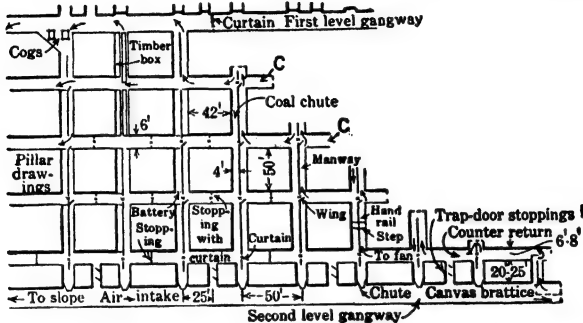 Curtain First level gangway
Cogs
Timber
box
C
42'
Coal chute
6'
C
Pillar
drawings
4'
50'
Manway
Battery
Stopping
Stopping
with
curtain
Wing
Hand
rail
Step
Trap-door stoppings
Counter return
6'-8'
Curtain
To fan
20-25'
To slope
Air intake
25'
50'
Chute
Canvas brattice
Second level gangway